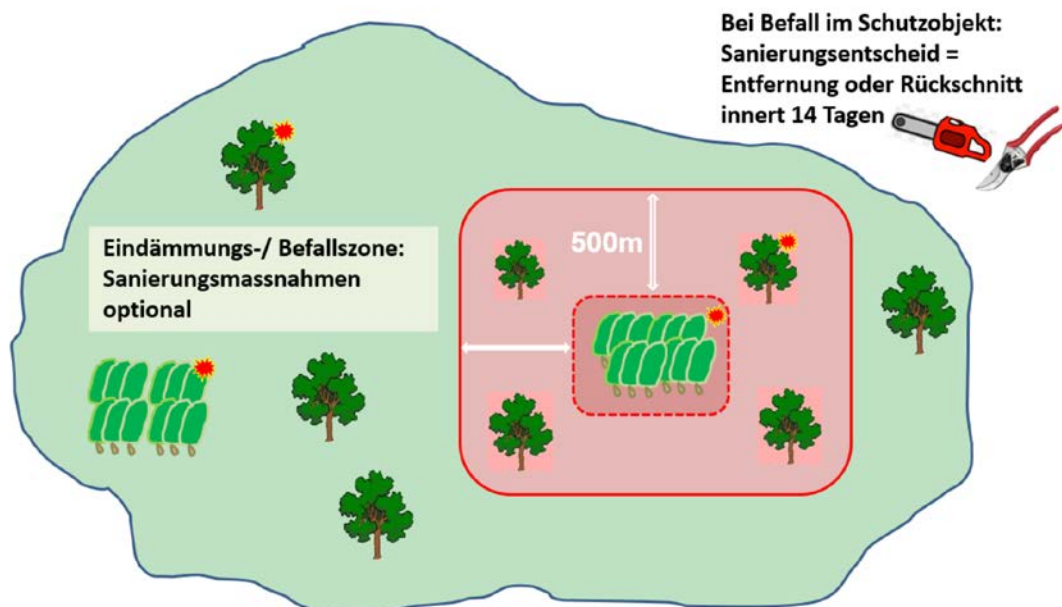 Bei Befall im Schutzobjekt:
Sanierungsentscheid =
Entfernung oder Rückschnitt
innert 14 Tagen
500m
Eindämmungs-/ Befallszone:
Sanierungsmassnahmen
optional